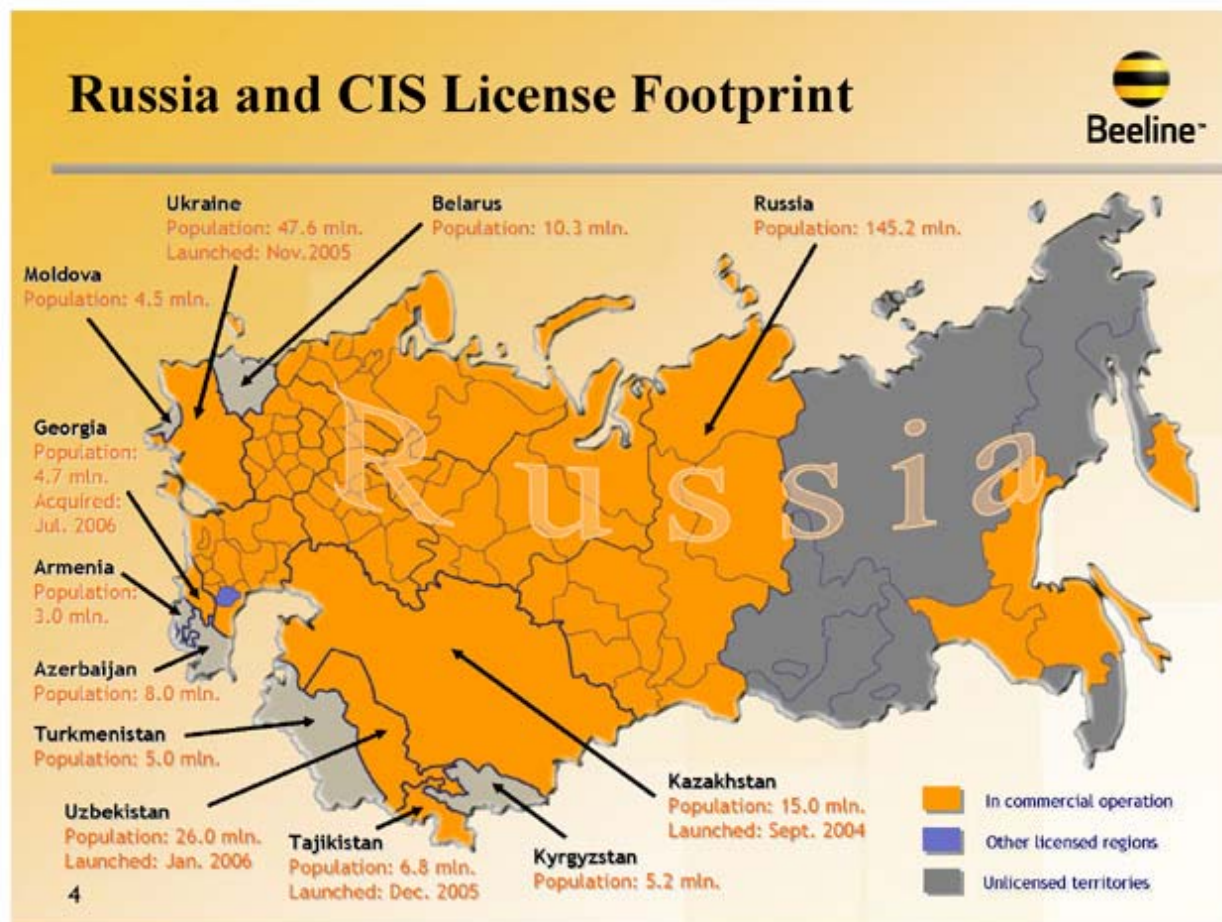 Russia and CIS License Footprint
Beeline™
Ukraine
Population: 47.6 mln.
Launched: Nov.2005
Belarus
Population: 10.3 mln.
Russia
Population: 145.2 mln.
Moldova
Population: 4.5 mln.
Georgia
Population:
4.7 mln.
Acquired:
Jul. 2006
Armenia
Population:
3.0 mln.
Azerbaijan
Population: 8.0 mln.
Turkmenistan
Population: 5.0 mln.
Uzbekistan
Population: 26.0 mln.
Launched: Jan. 2006
Tajikistan
Population: 6.8 mln.
Launched: Dec. 2005
Kyrgyzstan
Population: 5.2 mln.
Kazakhstan
Population: 15.0 mln.
Launched: Sept. 2004
Russia
In commercial operation
Other licensed regions
Unlicensed territories
4